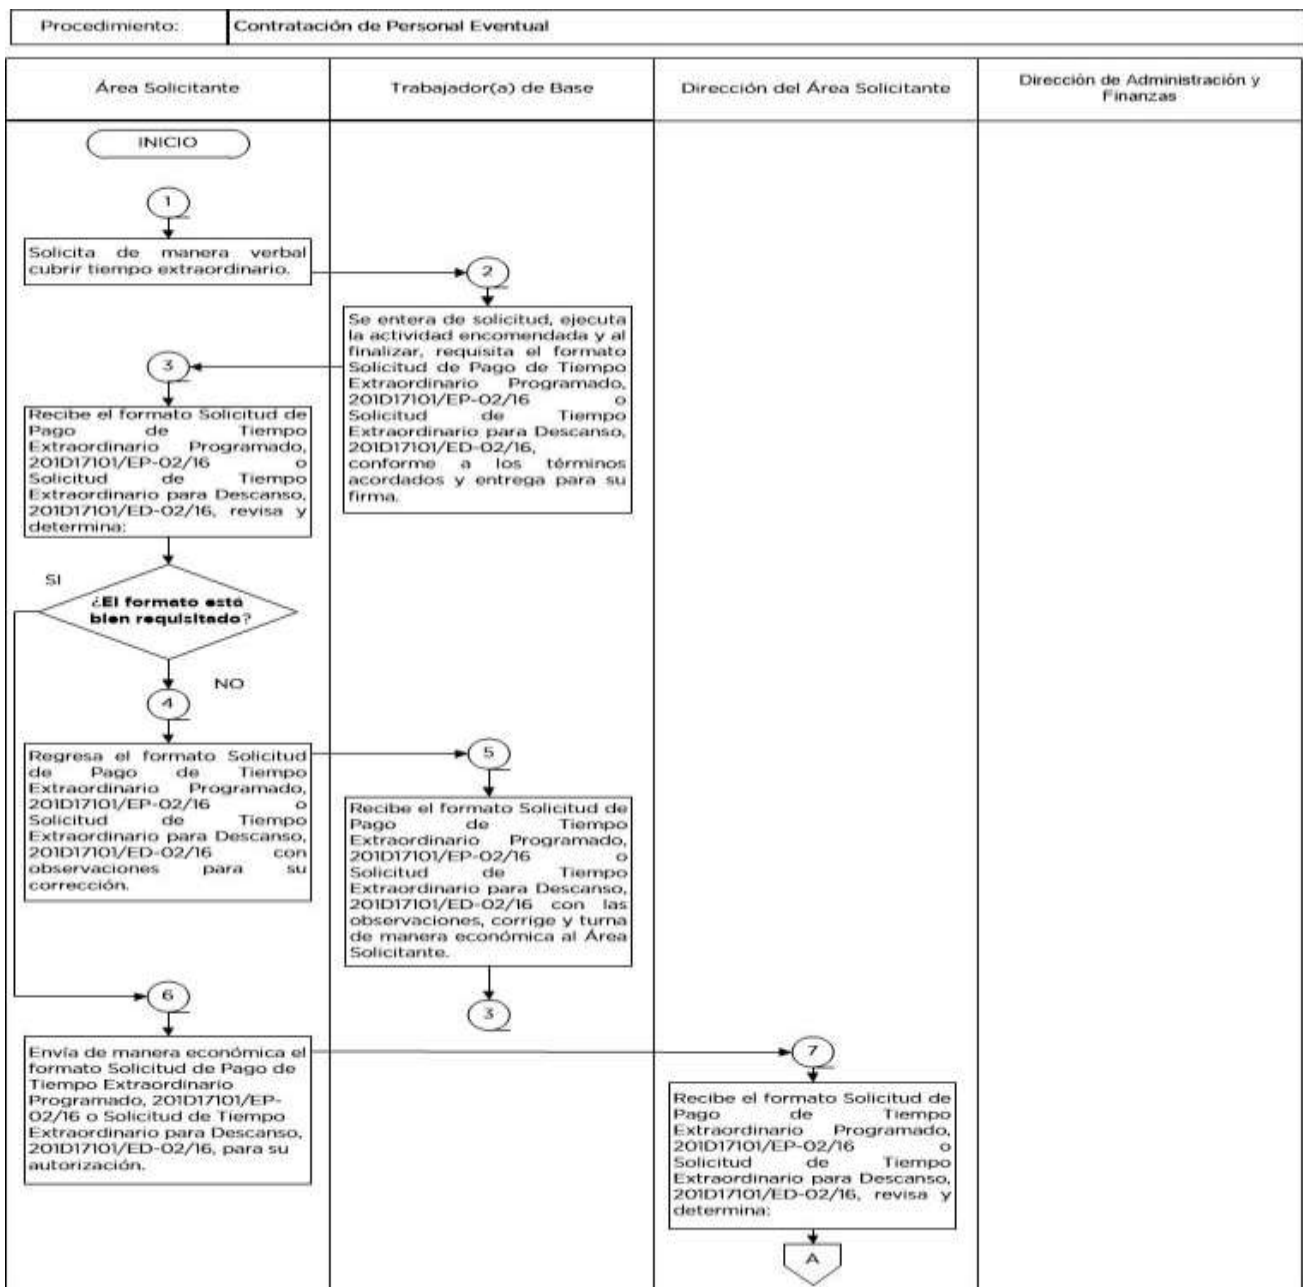 Procedimiento:
Contratación de Personal Eventual
Área Solicitante
Trabajador(a) de Base
Dirección del Área Solicitante
Dirección de Administración y
Finanzas
INICIO
1
Solicita de manera verbal
cubrir tiempo extraordinario.
2
Se entera de solicitud, ejecuta
la actividad encomendada y al
finalizar, requisita el formato
Solicitud de Pago de Tiempo
Extraordinario Programado,
201D17101/EP-02/16 o
Solicitud de Tiempo
Extraordinario para Descanso,
201D17101/ED-02/16,
conforme a los términos
acordados y entrega para su
firma.
3
Recibe el formato Solicitud de
Pago de Tiempo
Extraordinario Programado,
201D17101/EP-02/16 o
Solicitud de Tiempo
Extraordinario para Descanso,
201D17101/ED-02/16, revisa y
determina:
SI
¿El formato está
bien requisitado?
NO
4
Regresa el formato Solicitud
de Pago de Tiempo
Extraordinario Programado,
201D17101/EP-02/16 o
Solicitud de Tiempo
Extraordinario para Descanso,
201D17101/ED-02/16 con
observaciones para su
corrección.
5
Recibe el formato Solicitud de
Pago de Tiempo
Extraordinario Programado,
201D17101/EP-02/16 o
Solicitud de Tiempo
Extraordinario para Descanso,
201D17101/ED-02/16 con las
observaciones, corrige y turna
de manera económica al Área
Solicitante.
3
6
Envía de manera económica el
formato Solicitud de Pago de
Tiempo Extraordinario
Programado, 201D17101/EP-
02/16 o Solicitud de Tiempo
Extraordinario para Descanso,
201D17101/ED-02/16, para su
autorización.
7
Recibe el formato Solicitud de
Pago de Tiempo
Extraordinario Programado,
201D17101/EP-02/16 o
Solicitud de Tiempo
Extraordinario para Descanso,
201D17101/ED-02/16, revisa y
determina:
A